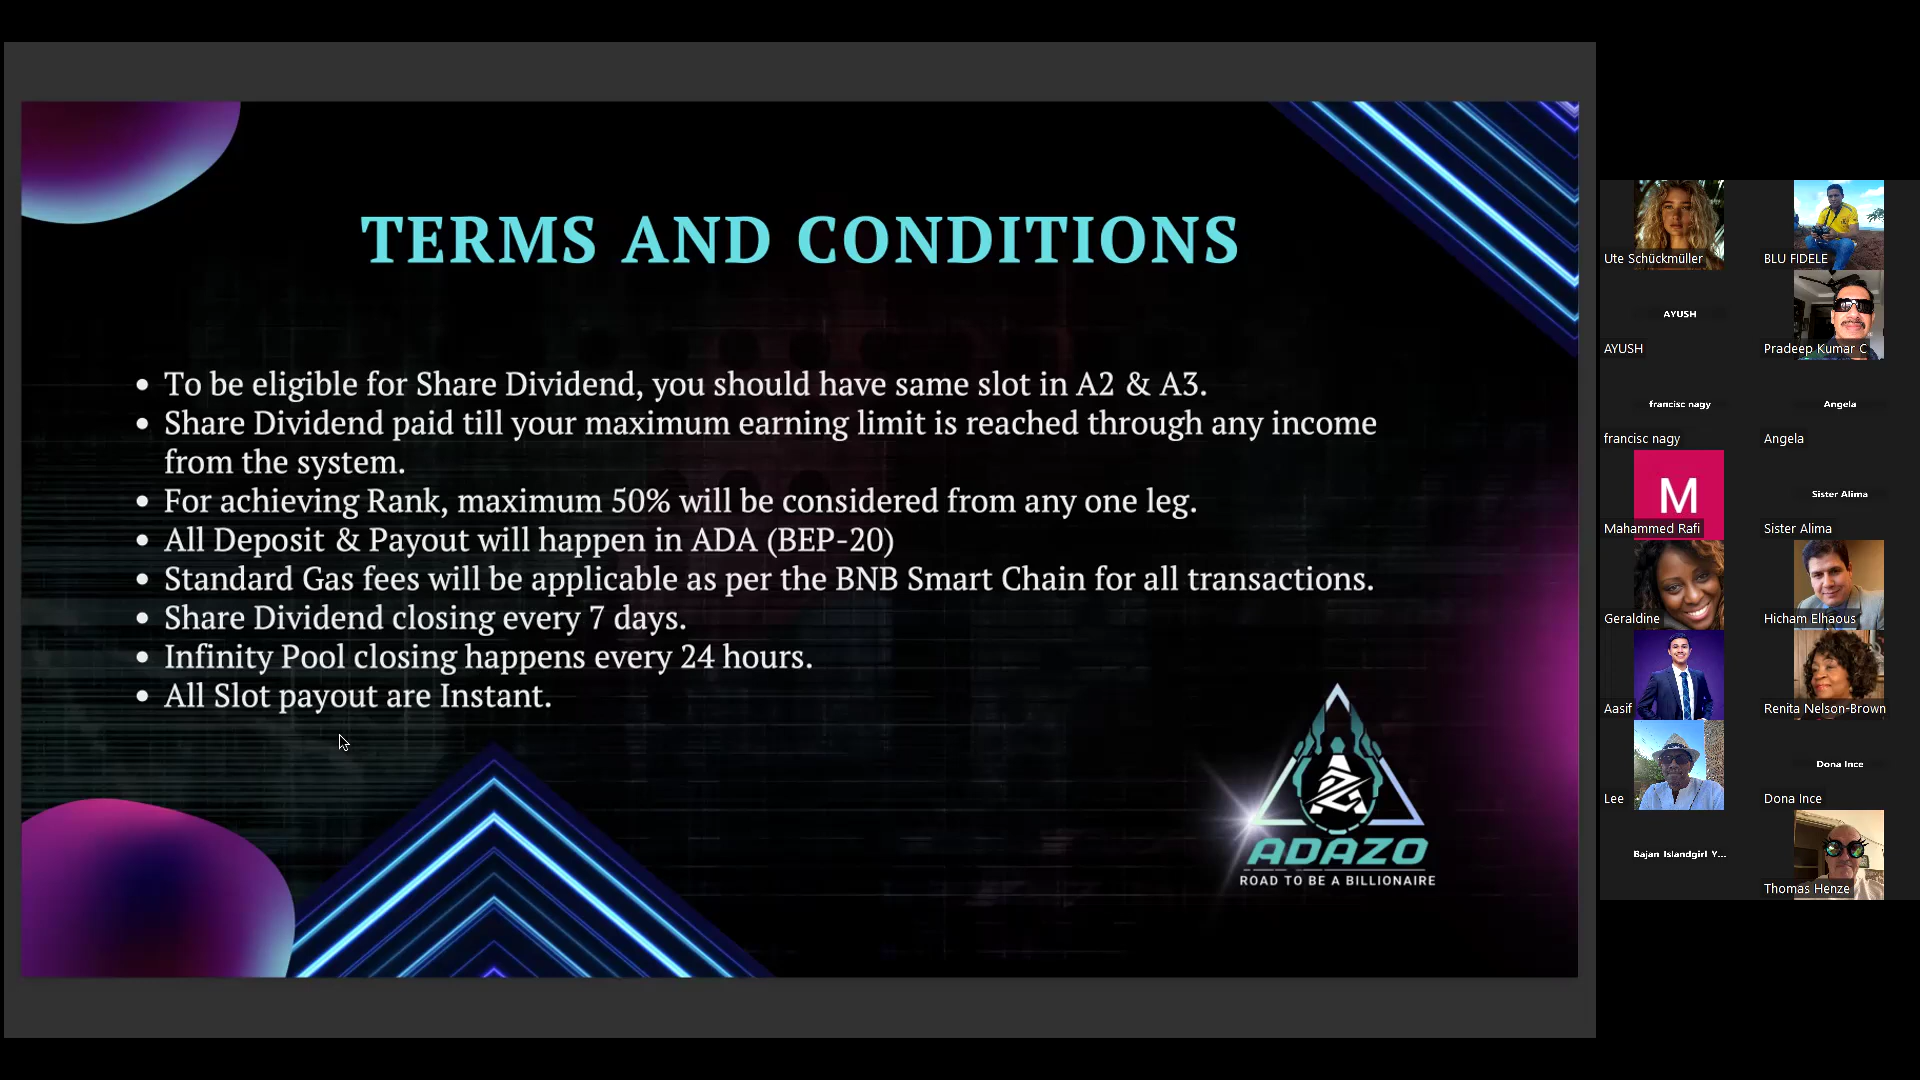 TERMS AND CONDITIONS
• To be eligible for Share Dividend, you should have same slot in A2 & A3.
• Share Dividend paid till your maximum earning limit is reached through any income
from the system.
• For achieving Rank, maximum 50% will be considered from any one leg.
• All Deposit & Payout will happen in ADA (BEP-20)
• Standard Gas fees will be applicable as per the BNB Smart Chain for all transactions.
• Share Dividend closing every 7 days.
• Infinity Pool closing happens every 24 hours.
• All Slot payout are Instant.
ADAZO
ROAD TO BE A BILLIONAIRE
Ute Schückmüller
BLU FIDELE
AYUSH
AYUSH
Pradeep Kumar C
francisc nagy
Angela
francisc nagy
Angela
M
Sister Alima
Mahammed Rafi
Sister Alima
Geraldine
Hicham Elhaous
Aasif
Renita Nelson-Brown
Dona Ince
Lee
Dona Ince
Bajan Islandgirl Y...
Thomas Henze